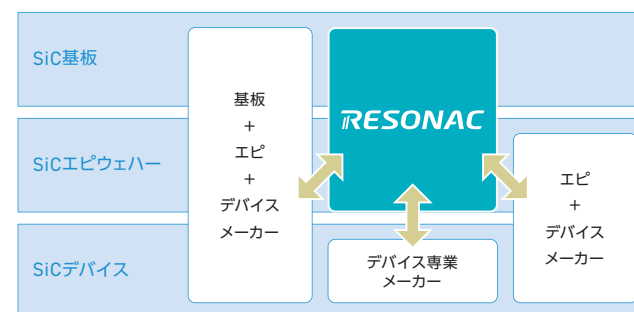 SiC基板
SiCエピウェハー
SiCデバイス
基板
+
エピ
+
デバイス
メーカー
RESONAC
デバイス専業
メーカー
エピ
+
デバイス
メーカー